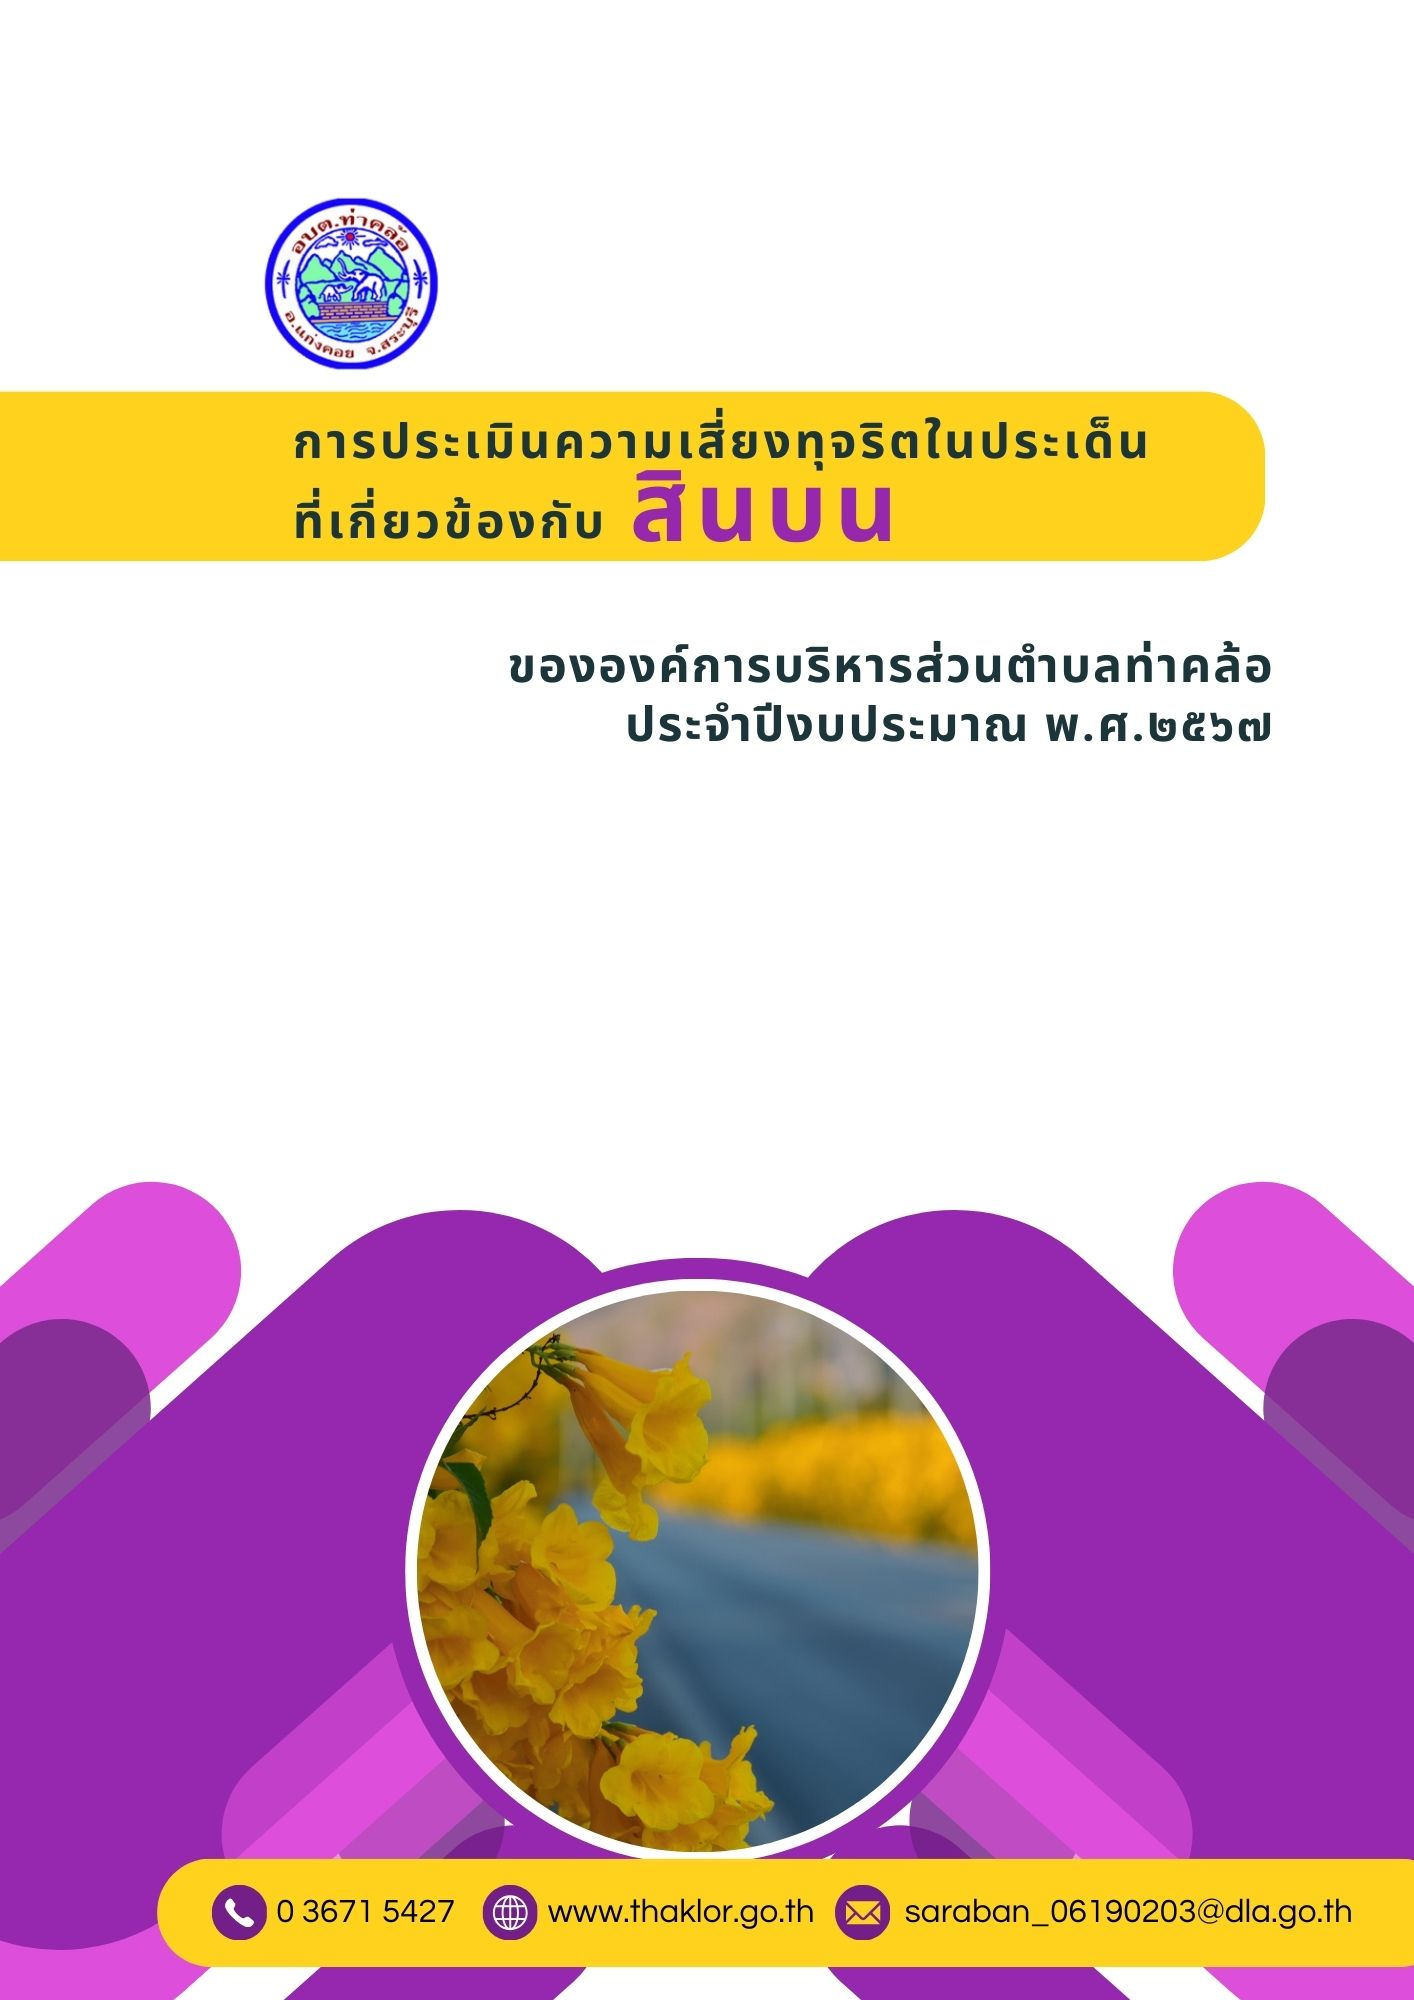 อบต.ท่าคล้อ
อ.แก่งคอย จ.สระบุรี
การประเมินความเสี่ยงทุจริตในประเด็น
ที่เกี่ยวข้องกับ สินบน
ขององค์การบริหารส่วนตำบลท่าคล้อ
ประจำปีงบประมาณ พ.ศ.๒๕๖๗
0 3671 5427 www.thaklor.go.th saraban_06190203@dla.go.th